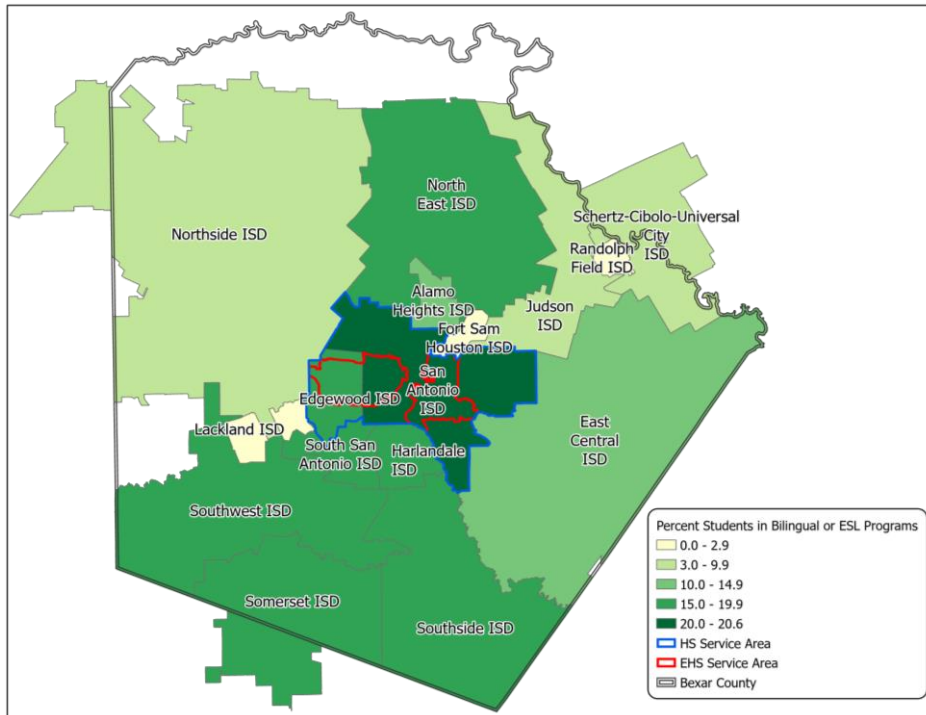 North
East ISD
Northside ISD
Schertz-Cibolo-Universal
City
ISD
Randolph
Field ISD
Alamo
Heights ISD
Judson
ISD
Fort Sam
Houston ISD
San
Antonio
ISD
Edgewood ISD
Lackland ISD
South San
Antonio ISD
Harlandale
ISD
East
Central
ISD
Southwest ISD
Somerset ISD
Southside ISD
Percent Students in Bilingual or ESL Programs
0.0 - 2.9
3.0 - 9.9
10.0 - 14.9
15.0 - 19.9
20.0 - 20.6
HS Service Area
EHS Service Area
Bexar County